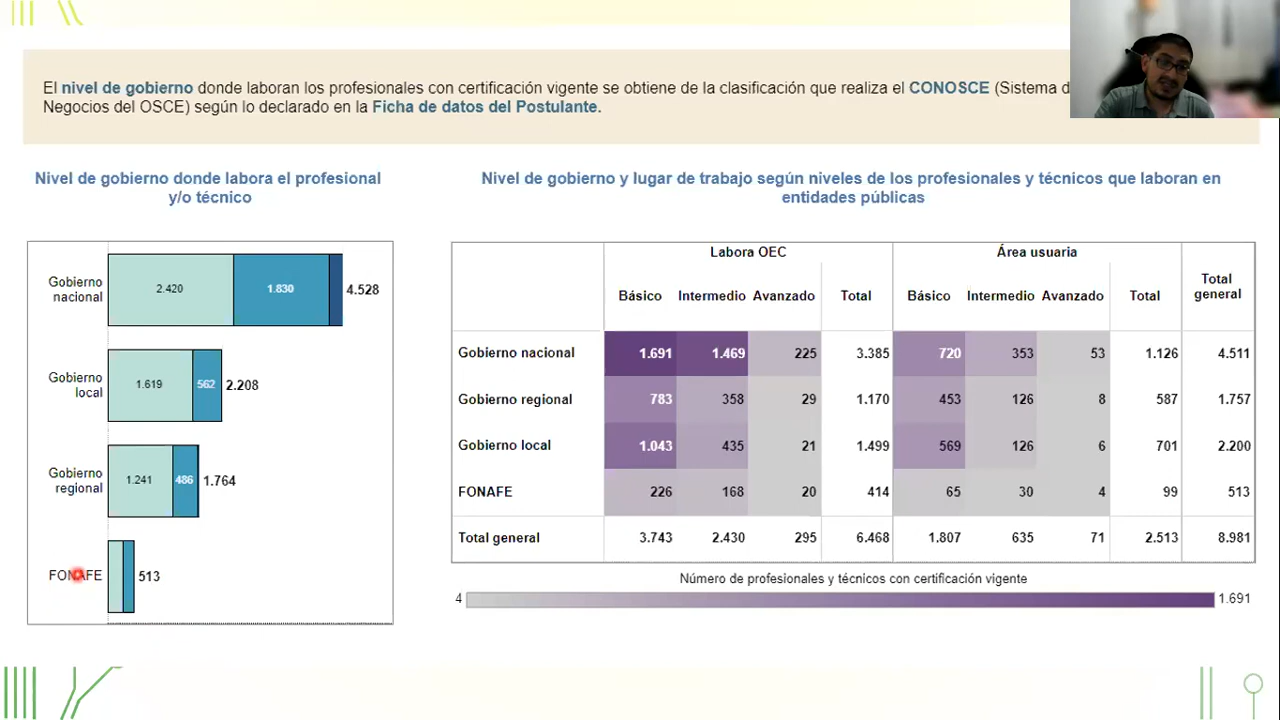 El nivel de gobierno donde laboran los profesionales con certificación vigente se obtiene de la clasificación que realiza el CONOSCE (Sistema
Negocios del OSCE) según lo declarado en la Ficha de datos del Postulante.
Nivel de gobierno donde labora el profesional
y/o técnico
Gobierno
nacional
2.420
1.830
4.528
Gobierno
local
1.619
562
2.208
Gobierno
regional
1.241
486
1.764
FONAFE
513
Nivel de gobierno y lugar de trabajo según niveles de los profesionales y técnicos que laboran en
entidades públicas
Labora OEC Área usuaria Total
general
Básico Intermedio Avanzado Total Básico Intermedio Avanzado Total
Gobierno nacional 1.691 1.469 225 3.385 720 353 53 1.126 4.511
Gobierno regional 783 358 29 1.170 453 126 8 587 1.757
Gobierno local 1.043 435 21 1.499 569 126 6 701 2.200
FONAFE 226 168 20 414 65 30 4 99 513
Total general 3.743 2.430 295 6.468 1.807 635 71 2.513 8.981
Número de profesionales y técnicos con certificación vigente
4 1.691